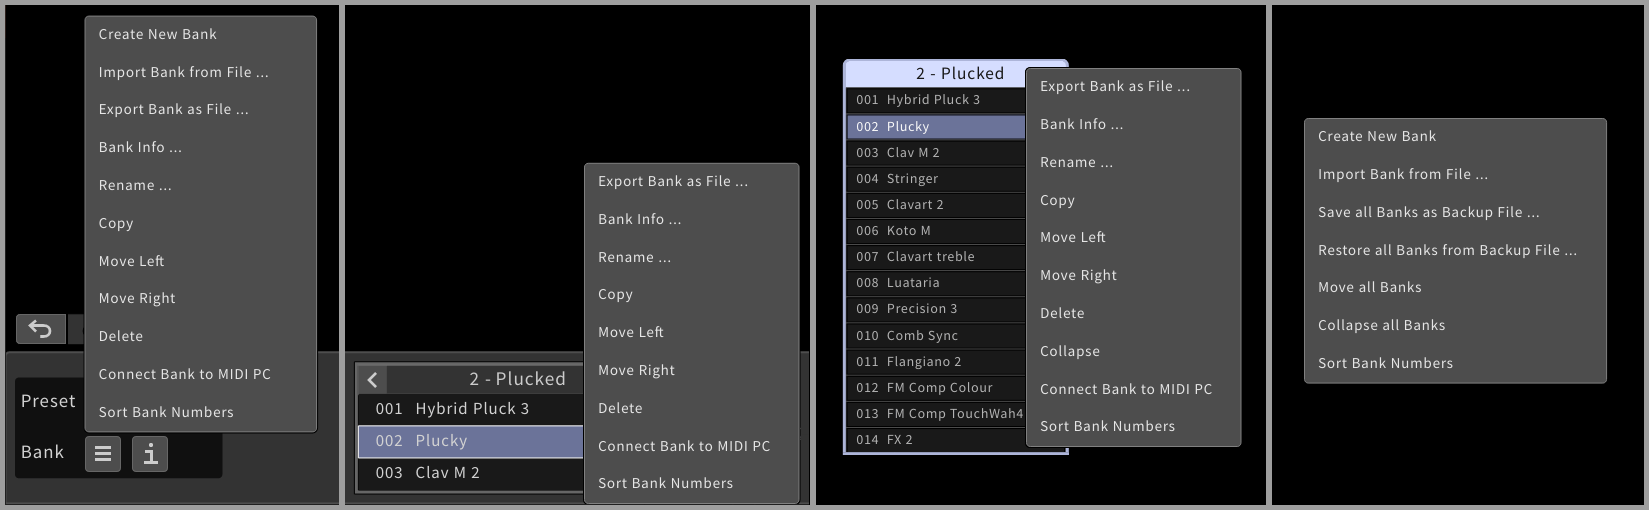 Create New Bank
Import Bank from File ...
Export Bank as File ...
Bank Info ...
Rename ...
Copy
Move Left
Move Right
Delete
Connect Bank to MIDI PC
Sort Bank Numbers
Preset
Bank
2 - Plucked
001 Hybrid Pluck 3
002 Plucky
003 Clav M 2
Export Bank as File ...
Bank Info ...
Rename ...
Copy
Move Left
Move Right
Delete
Connect Bank to MIDI PC
Sort Bank Numbers
2 - Plucked
001 Hybrid Pluck 3
002 Plucky
003 Clav M 2
004 Stringer
005 Clavart 2
006 Koto M
007 Clavart treble
008 Luataria
009 Precision 3
010 Comb Sync
011 Flangiano 2
012 FM Comp Colour
013 FM Comp TouchWah4
014 FX 2
Export Bank as File ...
Bank Info ...
Rename ...
Copy
Move Left
Move Right
Delete
Collapse
Connect Bank to MIDI PC
Sort Bank Numbers
Create New Bank
Import Bank from File ...
Save all Banks as Backup File ...
Restore all Banks from Backup File ...
Move all Banks
Collapse all Banks
Sort Bank Numbers